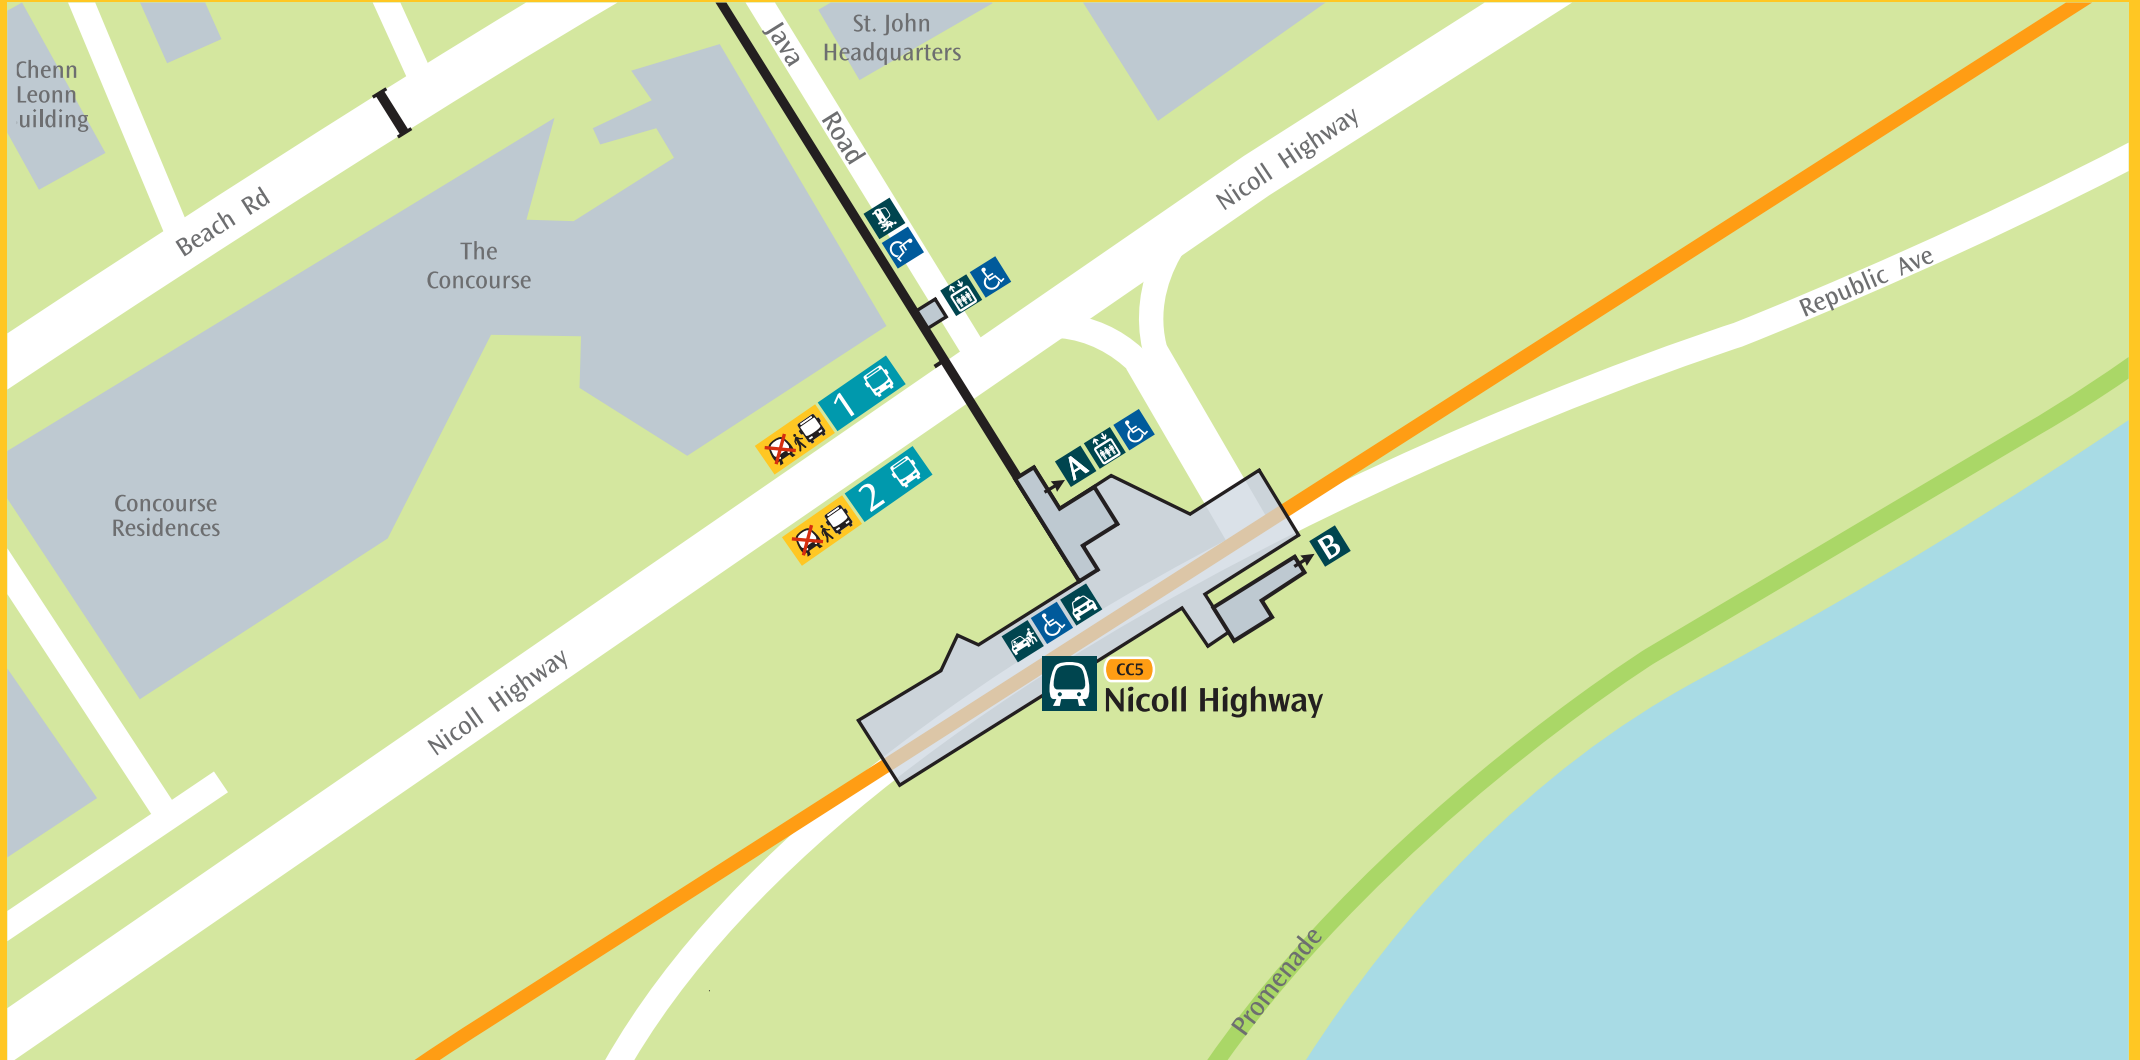 St. John
Headquarters
Java Road
Chenn
Leonn
uilding
Nicoll Highway
Beach Rd
The
Concourse
Republic Ave
1
2
A
Concourse
Residences
B
Nicoll Highway
CC5
Nicoll Highway
Promenade